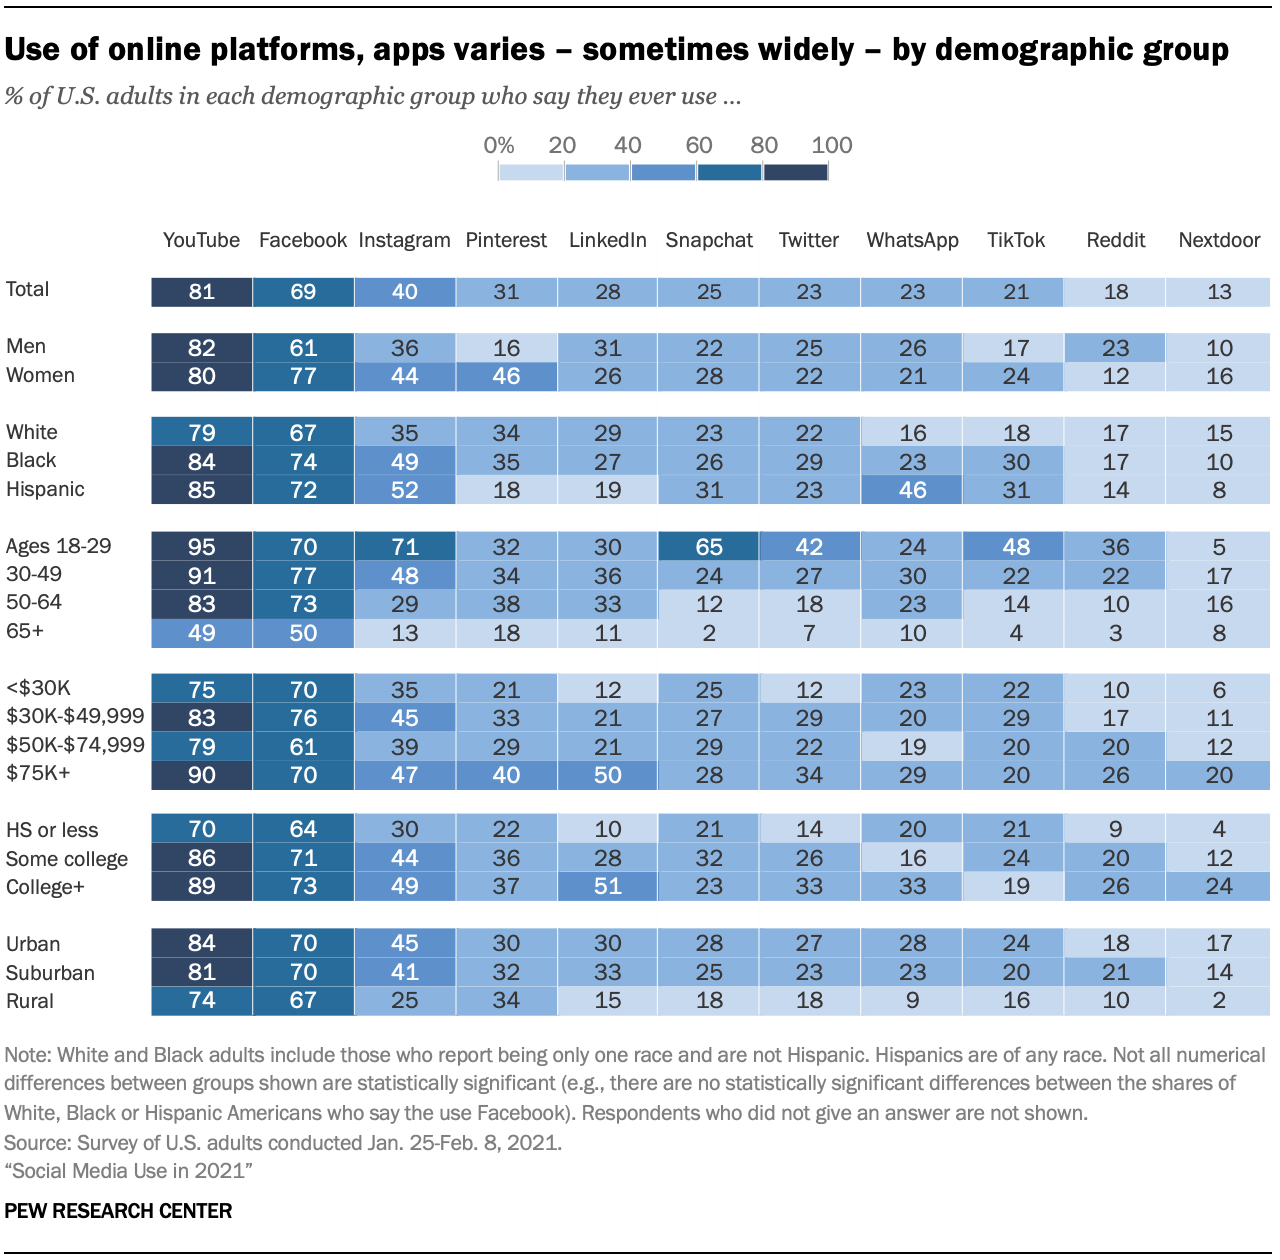 Use of online platforms, apps varies – sometimes widely – by demographic group
% of U.S. adults in each demographic group who say they ever use ...
0% 20 40 60 80 100
YouTube Facebook Instagram Pinterest LinkedIn Snapchat Twitter WhatsApp TikTok Reddit Nextdoor
Total 81 69 40 31 28 25 23 23 21 18 13
Men 82 61 36 16 31 22 25 26 17 23 10
Women 80 77 44 46 26 28 22 21 24 12 16
White 79 67 35 34 29 23 22 16 18 17 15
Black 84 74 49 35 27 26 29 23 30 17 10
Hispanic 85 72 52 18 19 31 23 46 31 14 8
Ages 18-29 95 70 71 32 30 65 42 24 48 36 5
30-49 91 77 48 34 36 24 27 30 22 22 17
50-64 83 73 29 38 33 12 18 23 14 10 16
65+ 49 50 13 18 11 2 7 10 4 3 8
<$30K 75 70 35 21 12 25 12 23 22 10 6
$30K-$49,999 83 76 45 33 21 27 29 20 29 17 11
$50K-$74,999 79 61 39 29 21 29 22 19 20 20 12
$75K+ 90 70 47 40 50 28 34 29 20 26 20
HS or less 70 64 30 22 10 21 14 20 21 9 4
Some college 86 71 44 36 28 32 26 16 24 20 12
College+ 89 73 49 37 51 23 33 33 19 26 24
Urban 84 70 45 30 30 28 27 28 24 18 17
Suburban 81 70 41 32 33 25 23 23 20 21 14
Rural 74 67 25 34 15 18 18 9 16 10 2
Note: White and Black adults include those who report being only one race and are not Hispanic. Hispanics are of any race. Not all numerical
differences between groups shown are statistically significant (e.g., there are no statistically significant differences between the shares of
White, Black or Hispanic Americans who say the use Facebook). Respondents who did not give an answer are not shown.
Source: Survey of U.S. adults conducted Jan. 25-Feb. 8, 2021.
“Social Media Use in 2021”
PEW RESEARCH CENTER